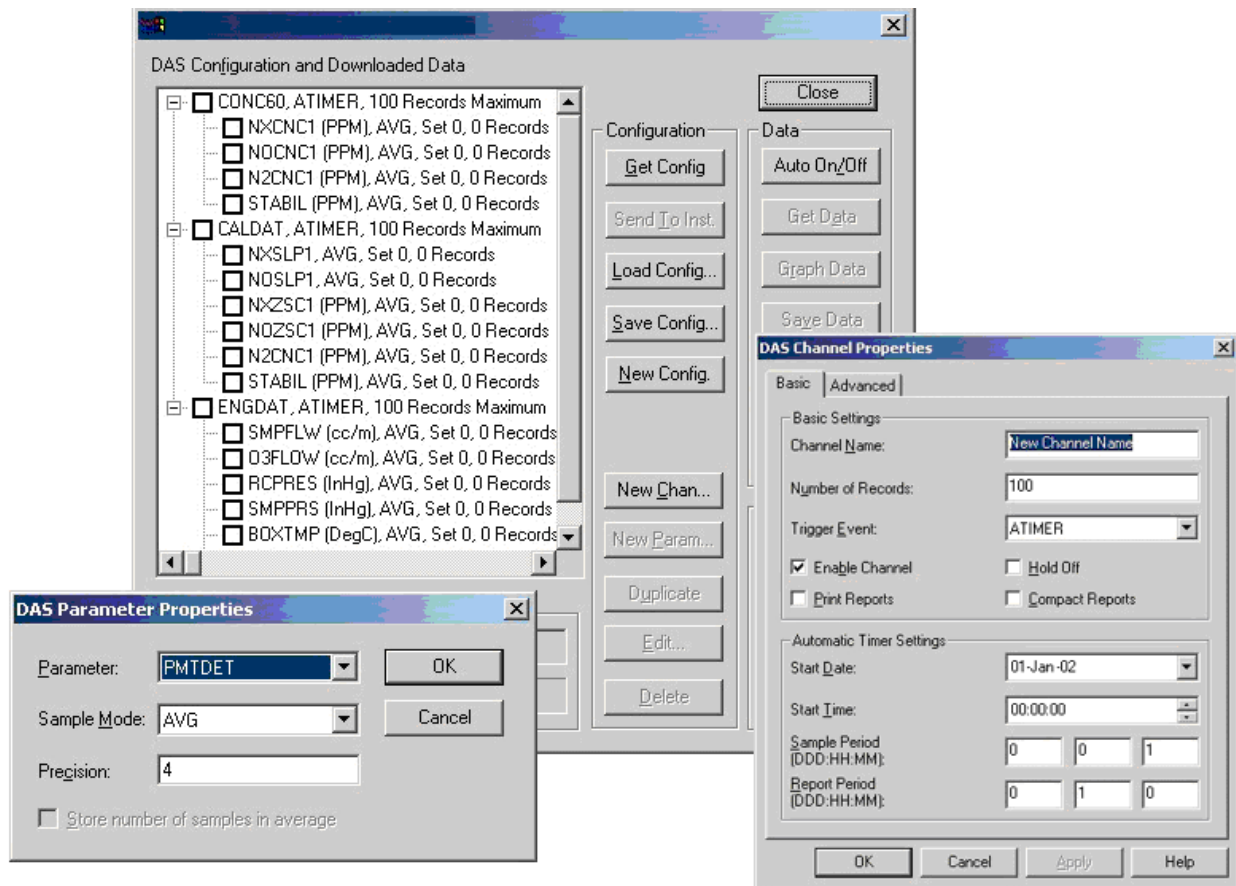 DAS Configuration and Downloaded Data
CONC60, ATIMER, 100 Records Maximum
NXCNC1 (PPM), AVG, Set 0, 0 Records
NOCNC1 (PPM), AVG, Set 0, 0 Records
N2CNC1 (PPM), AVG, Set 0, 0 Records
STABIL (PPM), AVG, Set 0, 0 Records
CALDAT, ATIMER, 100 Records Maximum
NXSLP1, AVG, Set 0, 0 Records
NOSLP1, AVG, Set 0, 0 Records
NXZSC1 (PPM), AVG, Set 0, 0 Records
NOZSC1 (PPM), AVG, Set 0, 0 Records
N2CNC1 (PPM), AVG, Set 0, 0 Records
STABIL (PPM), AVG, Set 0, 0 Records
ENGDAT, ATIMER, 100 Records Maximum
SMPFLW (cc/m), AVG, Set 0, 0 Records
O3FLOW (cc/m), AVG, Set 0, 0 Records
RCPRES (InHg), AVG, Set 0, 0 Records
SMPPRS (InHg), AVG, Set 0, 0 Records
BOXTMP (DegC), AVG, Set 0, 0 Records
Close
Configuration
Get Config
Send To Inst.
Load Config...
Save Config...
New Config.
New Chan...
New Param...
Duplicate
Edit...
Delete
Data
Auto On/Off
Get Data
Graph Data
Save Data
DAS Parameter Properties
Parameter: PMTDET
Sample Mode: AVG
Precision: 4
Store number of samples in average
OK
Cancel
DAS Channel Properties
Basic Advanced
Basic Settings
Channel Name: New Channel Name
Number of Records: 100
Trigger Event: ATIMER
Enable Channel Hold Off
Print Reports Compact Reports
Automatic Timer Settings
Start Date: 01-Jan-02
Start Time: 00:00:00
Sample Period
(DDD:HH:MM): 0 0 1
Report Period
(DDD:HH:MM): 0 1 0
OK Cancel Apply Help